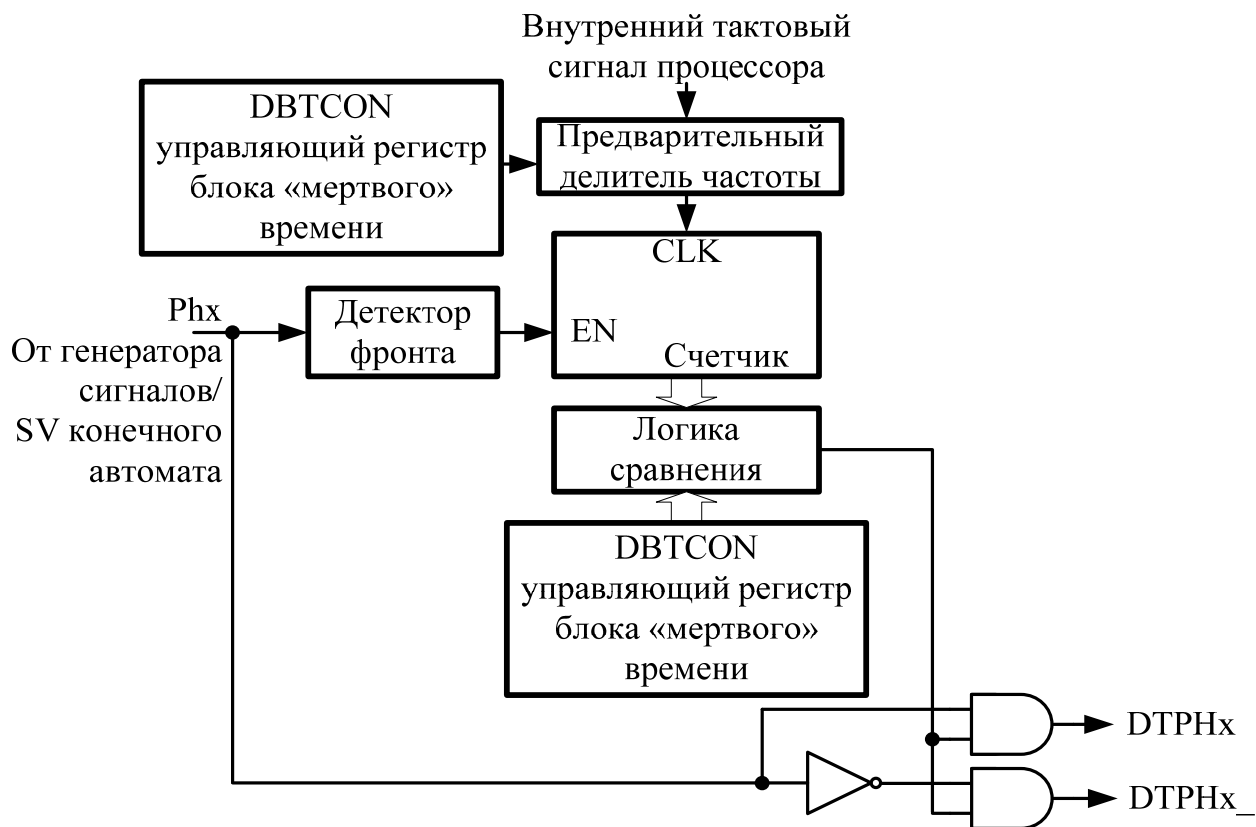 Внутренний тактовый
сигнал процессора
DBTCON
управляющий регистр
блока «мертвого»
времени
Предварительный
делитель частоты
CLK
EN
Счетчик
Phx
От генератора
сигналов/
SV конечного
автомата
Детектор
фронта
Логика
сравнения
DBTCON
управляющий регистр
блока «мертвого»
времени
DTPHx
DTPHx_